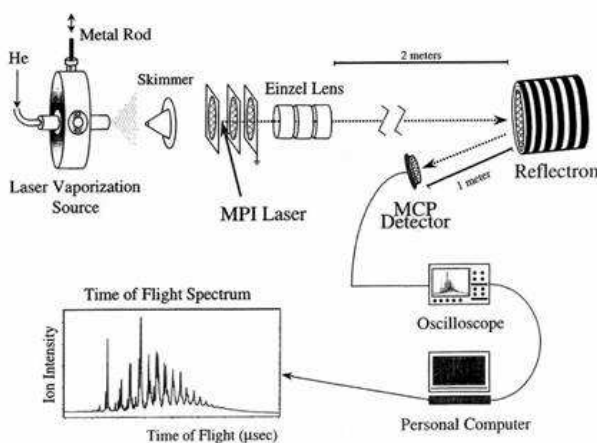 Metal Rod
He
Skimmer
Einzel Lens
2 meters
Laser Vaporization
Source
MPI Laser
MCP
Detector
1 meter
Reflectron
Time of Flight Spectrum
Oscilloscope
Ion Intensity
Time of Flight (μsec)
Personal Computer